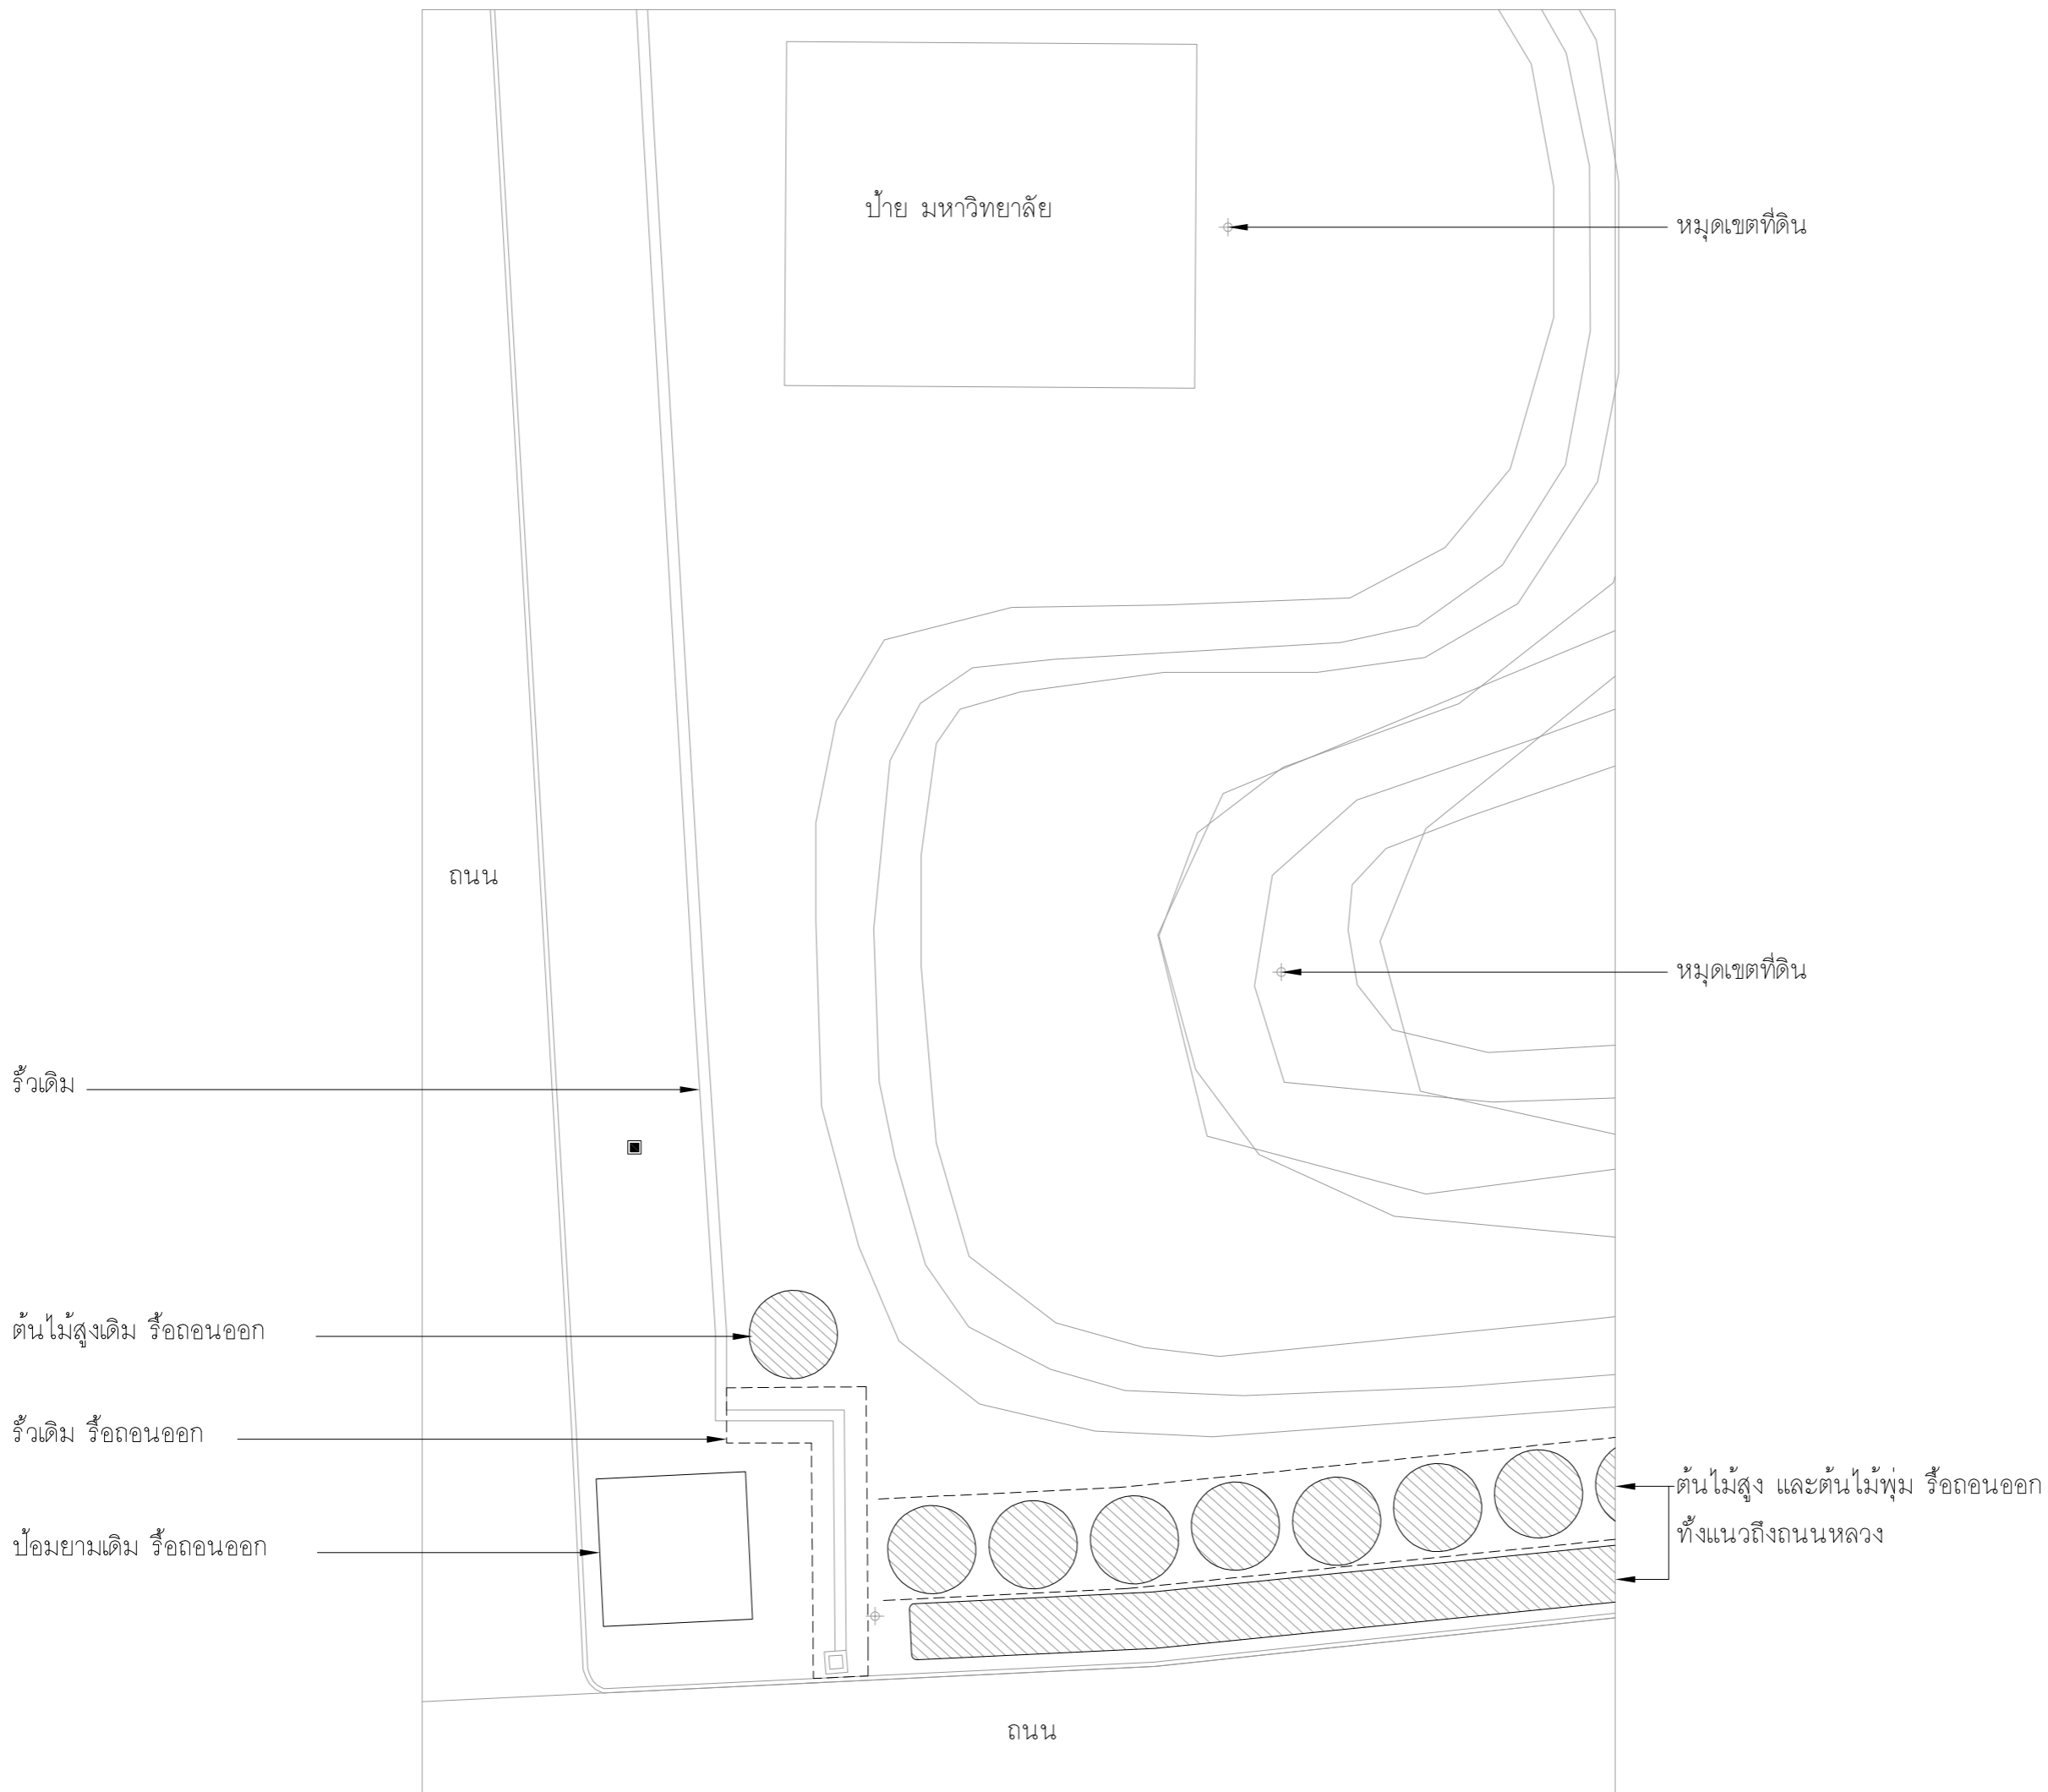 ป้าย มหาวิทยาลัย
หมุดเขตที่ดิน
ถนน
หมุดเขตที่ดิน
รั้วเดิม
ต้นไม้สูงเดิม รื้อถอนออก
รั้วเดิม รื้อถอนออก
ต้นไม้สูง และต้นไม้พุ่ม รื้อถอนออก
ทั้งแนวถึงถนนหลวง
ป้อมยามเดิม รื้อถอนออก
ถนน